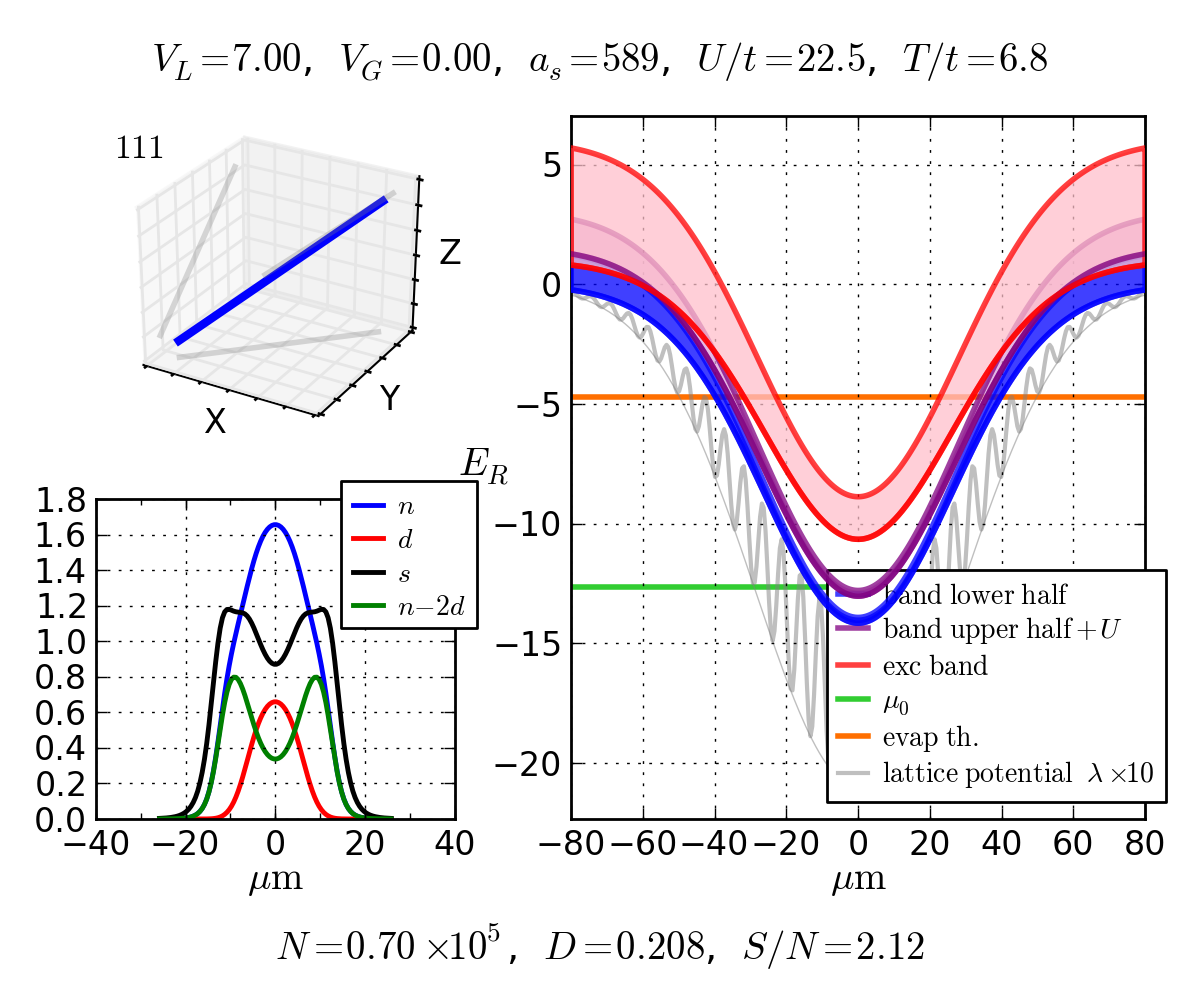 V_L=7.00, V_G=0.00, a_s=589, U/t=22.5, T/t=6.8
111
Z
Y
X
E_R
5
0
−5
−10
−15
−20
−80 −60 −40 −20 0 20 40 60 80
μm
band lower half
band upper half+U
exc band
μ_0
evap th.
lattice potential λ×10
1.8
1.6
1.4
1.2
1.0
0.8
0.6
0.4
0.2
0.0
−40 −20 0 20 40
μm
n
d
s
n−2d
N=0.70×10^5, D=0.208, S/N=2.12